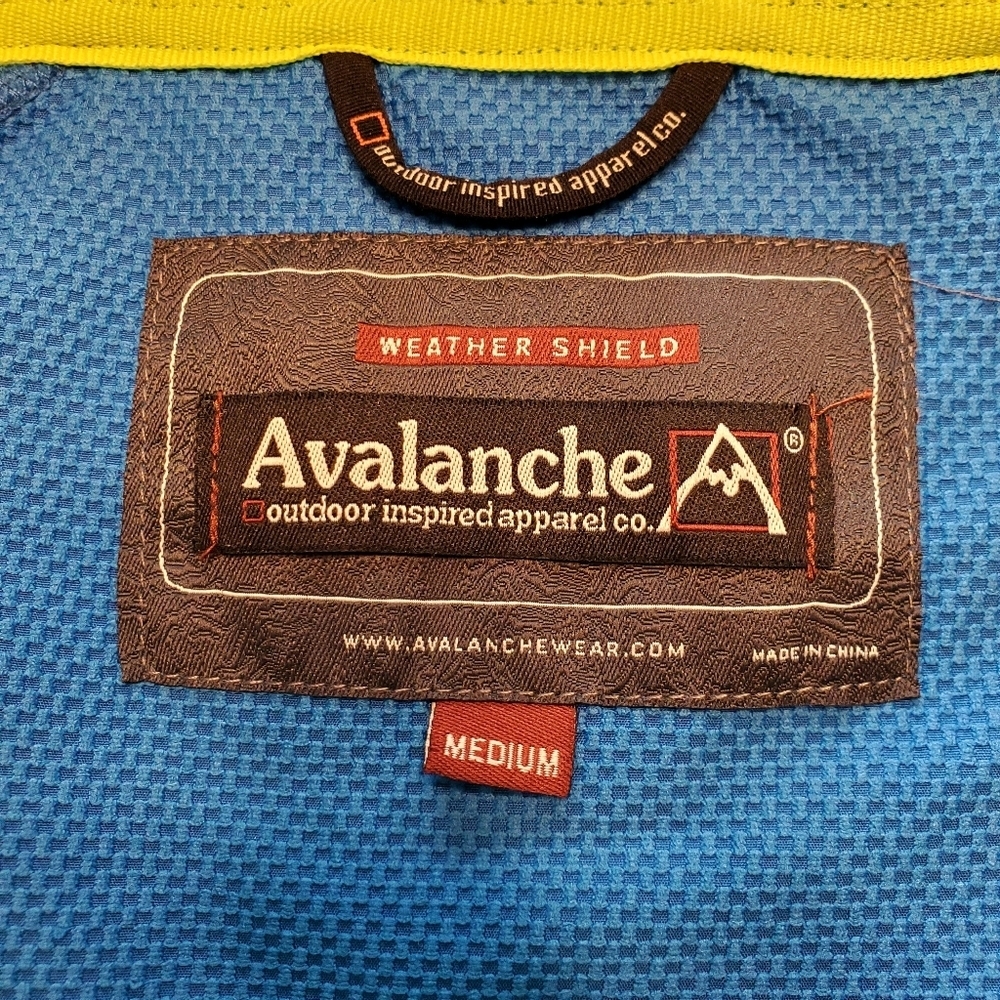 outdoor inspired apparel co.
WEATHER SHIELD
Avalanche ®
outdoor inspired apparel co.
WWW.AVALANCHEWEAR.COM
MADE IN CHINA
MEDIUM